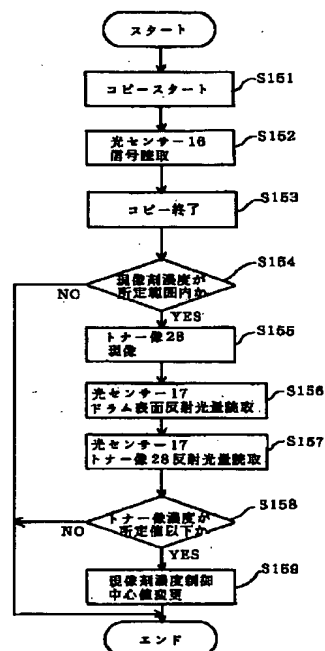 スタート
コピースタート
S151
光センサー16
信号読取
S152
コピー終了
S153
現像剤濃度が
所定範囲内か
S154
NO
YES
トナー像28
現像
S155
光センサー17
ドラム表面反射光量読取
S156
光センサー17
トナー像28反射光量読取
S157
トナー像濃度が
所定値以下か
S158
NO
YES
現像剤濃度制御
中心値変更
S159
エンド